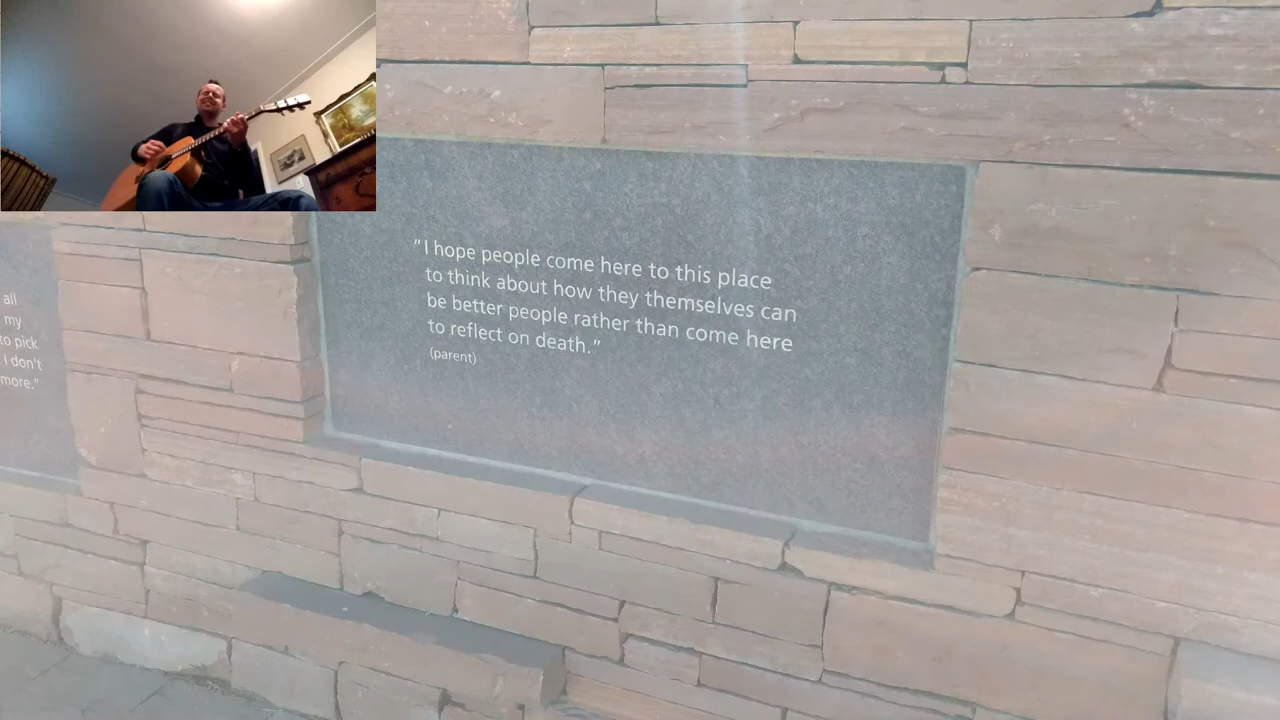 "I hope people come here to this place
to think about how they themselves can
be better people rather than come here
to reflect on death."
(parent)
all
my
to pick
I don't
more."